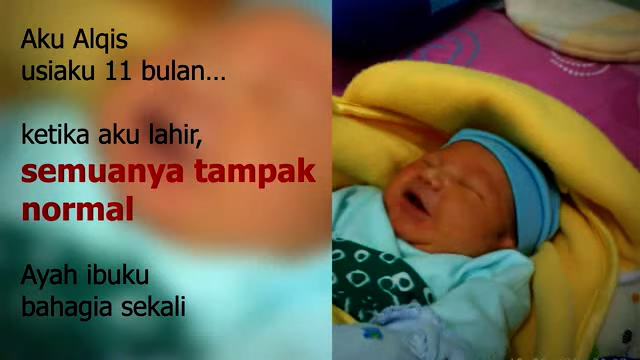 Aku Alqis
usiaku 11 bulan...
ketika aku lahir,
semuanya tampak
normal
Ayah ibuku
bahagia sekali